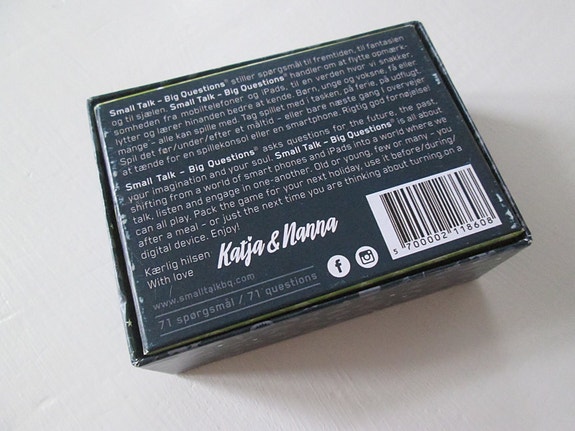 Small Talk – Big Questions® stiller spørgsmål til fremtiden, til fantasien
og til sjælen. Small Talk – Big Questions® handler om at flytte opmærk-
somheden fra mobiltelefoner og iPads, til en verden hvor vi snakker,
lytter og lærer hinanden bedre at kende. Børn, unge og voksne, få eller
mange – alle kan spille med. Tag spillet med i tasken, på ferie, på udflugt.
Spil det før/under/efter et måltid – eller bare næste gang I overvejer
at tænde for en spillekonsol eller en smartphone. Rigtig god fornøjelse!
Small Talk – Big Questions® asks questions for the future, the past,
your imagination and your soul. Small Talk – Big Questions® is all about
shifting from a world of smart phones and iPads into a world where we
talk, listen and engage in one-another. Old or young, few or many – you
can all play. Pack the game for your next holiday, use it before/during/
after a meal – or just the next time you are thinking about turning on a
digital device. Enjoy!
Kærlig hilsen
With love
Katja & Nanna
www.smalltalkbq.com
71 spørgsmål / 71 questions
5 700002 118608